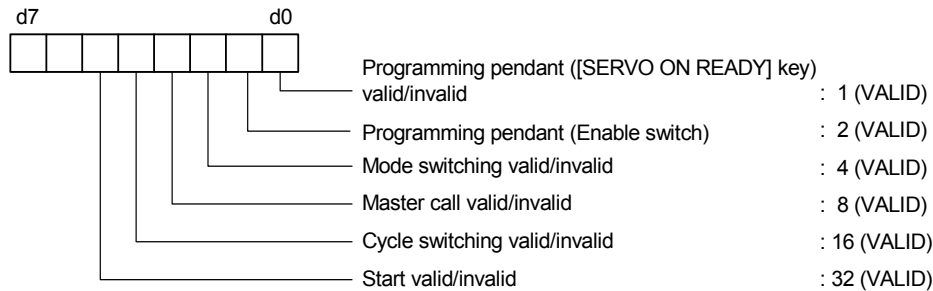 d7 d0
Programming pendant ([SERVO ON READY] key)
valid/invalid : 1 (VALID)
Programming pendant (Enable switch) : 2 (VALID)
Mode switching valid/invalid : 4 (VALID)
Master call valid/invalid : 8 (VALID)
Cycle switching valid/invalid : 16 (VALID)
Start valid/invalid : 32 (VALID)